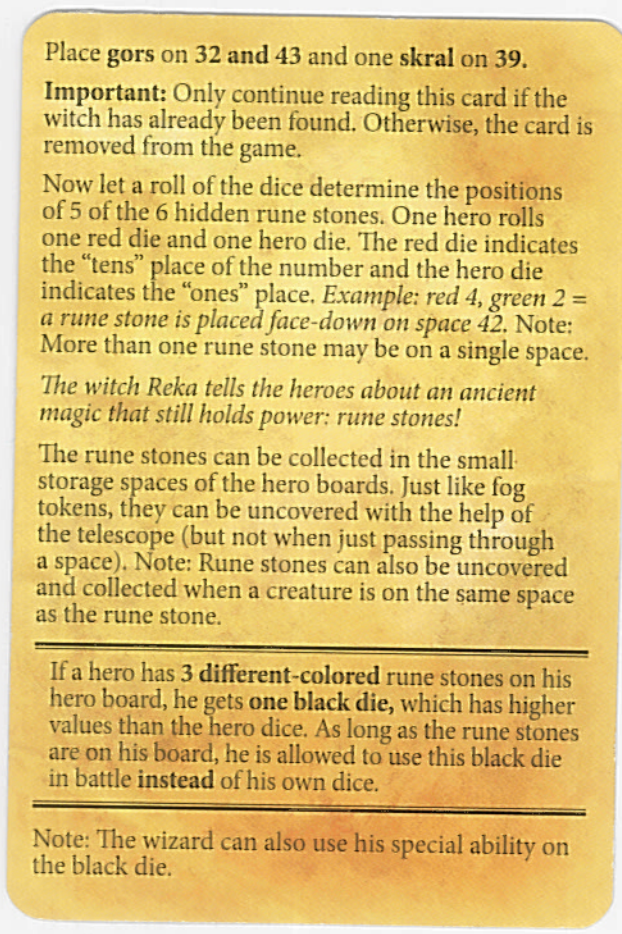 Place gors on 32 and 43 and one skral on 39.
Important: Only continue reading this card if the
witch has already been found. Otherwise, the card is
removed from the game.
Now let a roll of the dice determine the positions
of 5 of the 6 hidden rune stones. One hero rolls
one red die and one hero die. The red die indicates
the “tens” place of the number and the hero die
indicates the “ones” place. Example: red 4, green 2 =
a rune stone is placed face-down on space 42. Note:
More than one rune stone may be on a single space.
The witch Reka tells the heroes about an ancient
magic that still holds power: rune stones!
The rune stones can be collected in the small
storage spaces of the hero boards. Just like fog
tokens, they can be uncovered with the help of
the telescope (but not when just passing through
a space). Note: Rune stones can also be uncovered
and collected when a creature is on the same space
as the rune stone.
If a hero has 3 different-colored rune stones on his
hero board, he gets one black die, which has higher
values than the hero dice. As long as the rune stones
are on his board, he is allowed to use this black die
in battle instead of his own dice.
Note: The wizard can also use his special ability on
the black die.